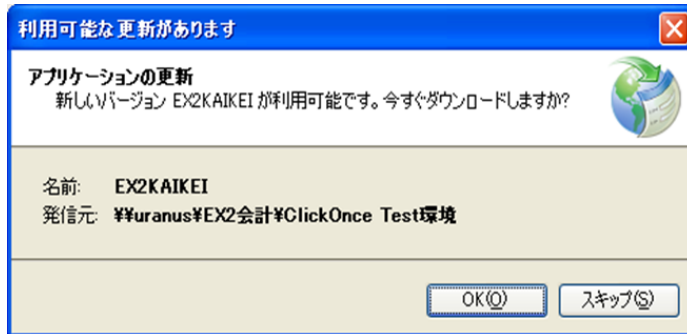 利用可能な更新があります
アプリケーションの更新
新しいバージョン EX2KAIKEI が利用可能です。今すぐダウンロードしますか?
名前: EX2KAIKEI
発信元: ¥¥uranus¥EX2会計¥ClickOnce Test環境
OK(O) スキップ(S)